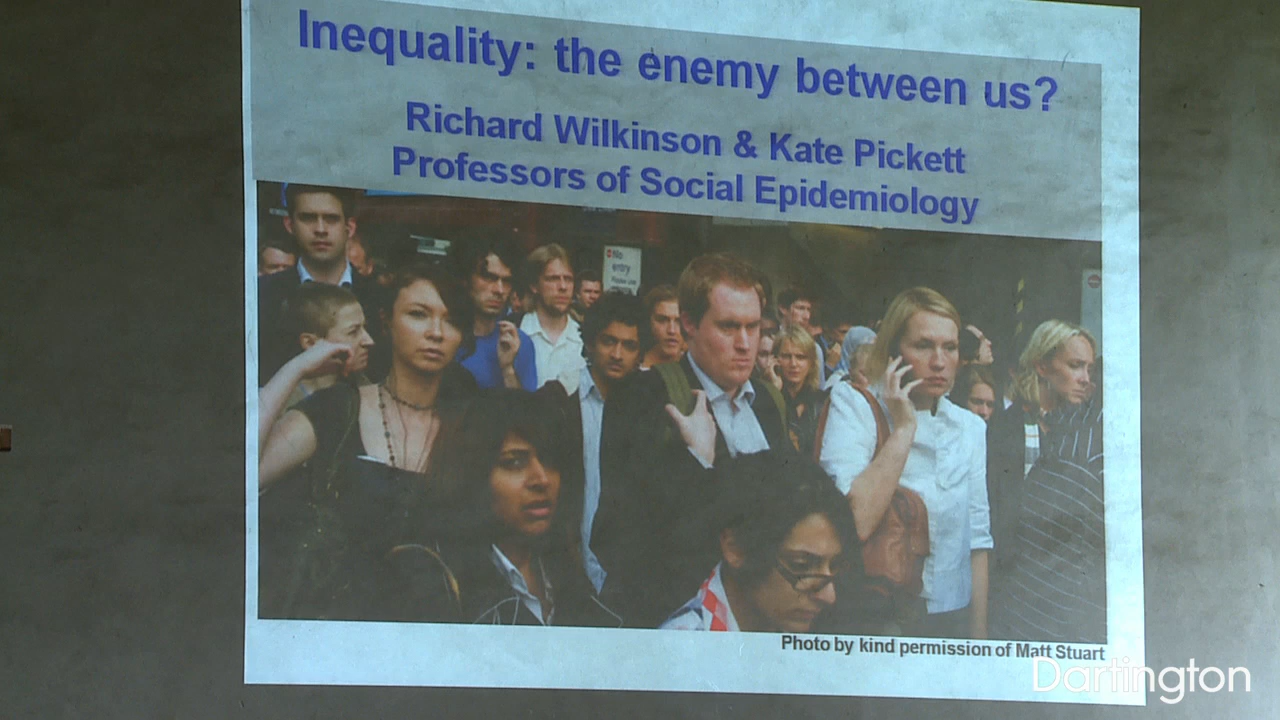 Inequality: the enemy between us?
Richard Wilkinson & Kate Pickett
Professors of Social Epidemiology
No
entry
Photo by kind permission of Matt Stuart
Dartington